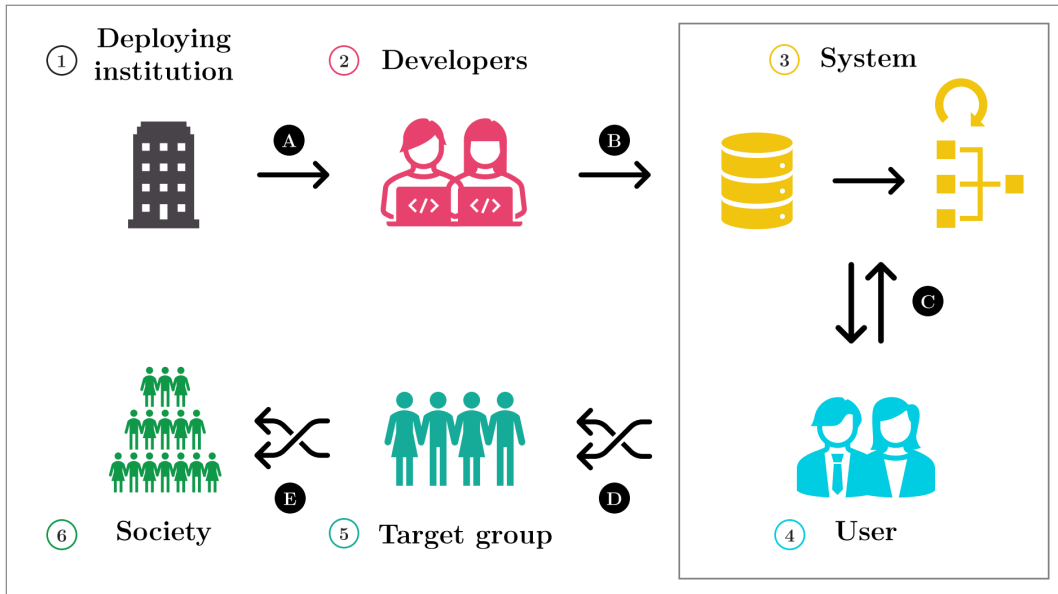 1 Deploying
institution
2 Developers
3 System
A
B
</> </>
C
D
E
6 Society
5 Target group
4 User